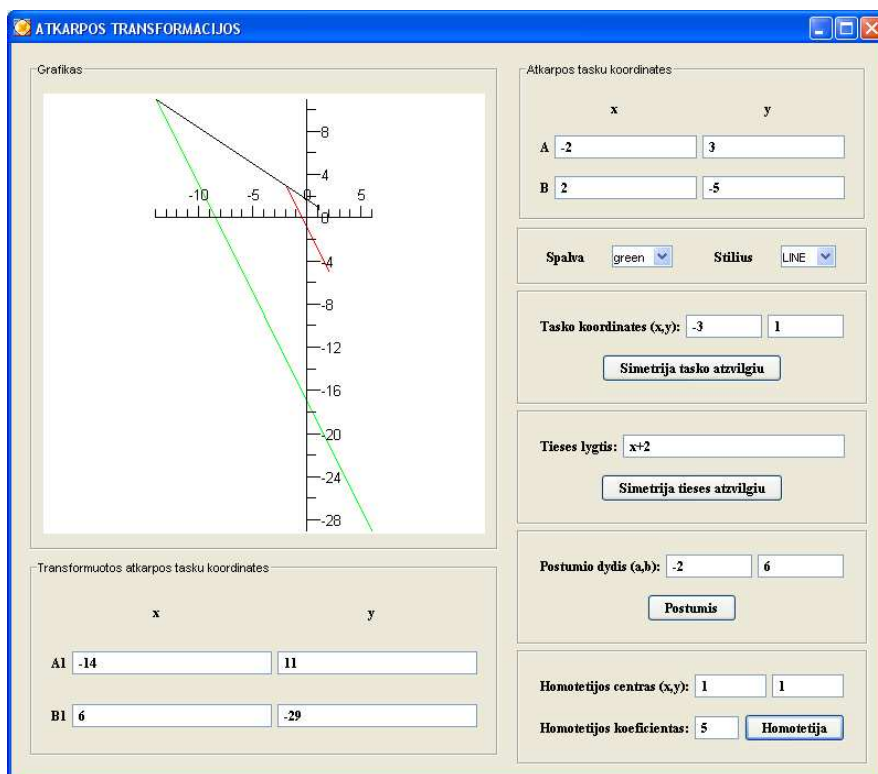 ATKARPOS TRANSFORMACIJOS
Grafikas
8
4
-10 -5 0 5
0
-4
-8
-12
-16
-20
-24
-28
Transformuotos atkarpos tasku koordinates
x y
A1 -14 11
B1 6 -29
Atkarpos tasku koordinates
x y
A -2 3
B 2 -5
Spalva green Stilius LINE
Tasko koordinates (x,y): -3 1
Simetrija tasko atzvilgiu
Tieses lygtis: x+2
Simetrija tieses atzvilgiu
Postumio dydis (a,b): -2 6
Postumis
Homotetijos centras (x,y): 1 1
Homotetijos koeficientas: 5 Homotetija